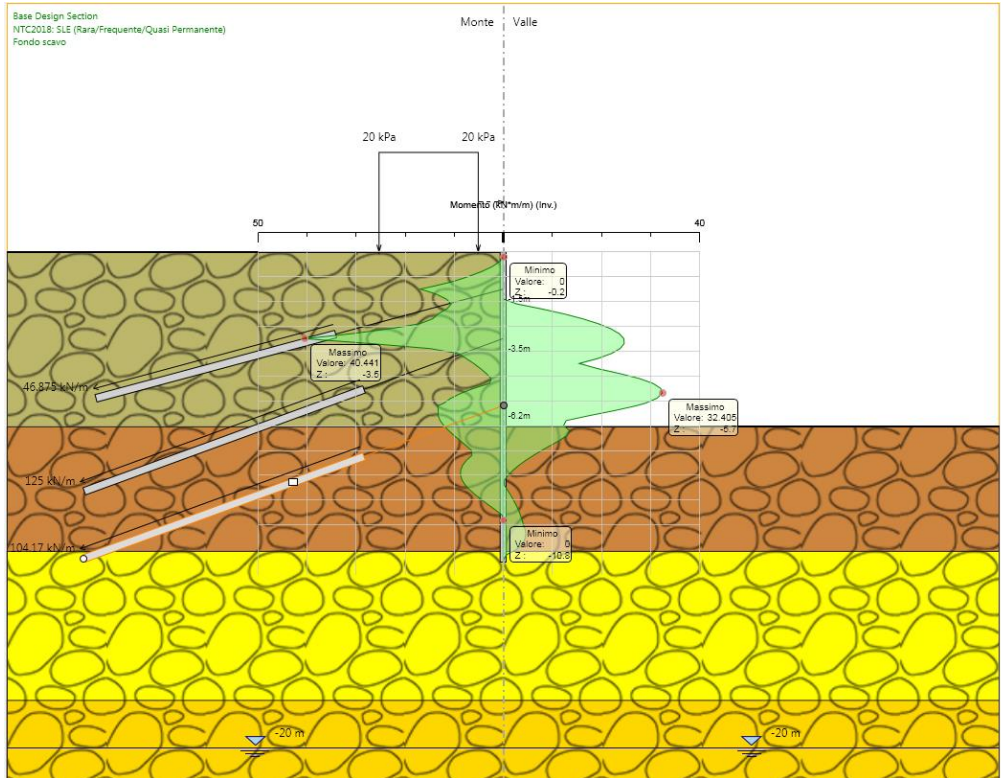 Base Design Section
NTC2018: SLE (Rara/Frequente/Quasi Permanente)
Fondo scavo
Monte
Valle
20 kPa
20 kPa
Momento (kN*m/m) (Inv.)
50
40
Minimo
Valore: 0
Z : -0.2
-1.5m
-3.5m
Massimo
Valore: 40.441
Z : -3.5
46.875 kN/m
Massimo
Valore: 32.405
Z : -5.7
-6.2m
125 kN/m
104.17 kN/m
Minimo
Valore: 0
Z : -10.8
-20 m
-20 m